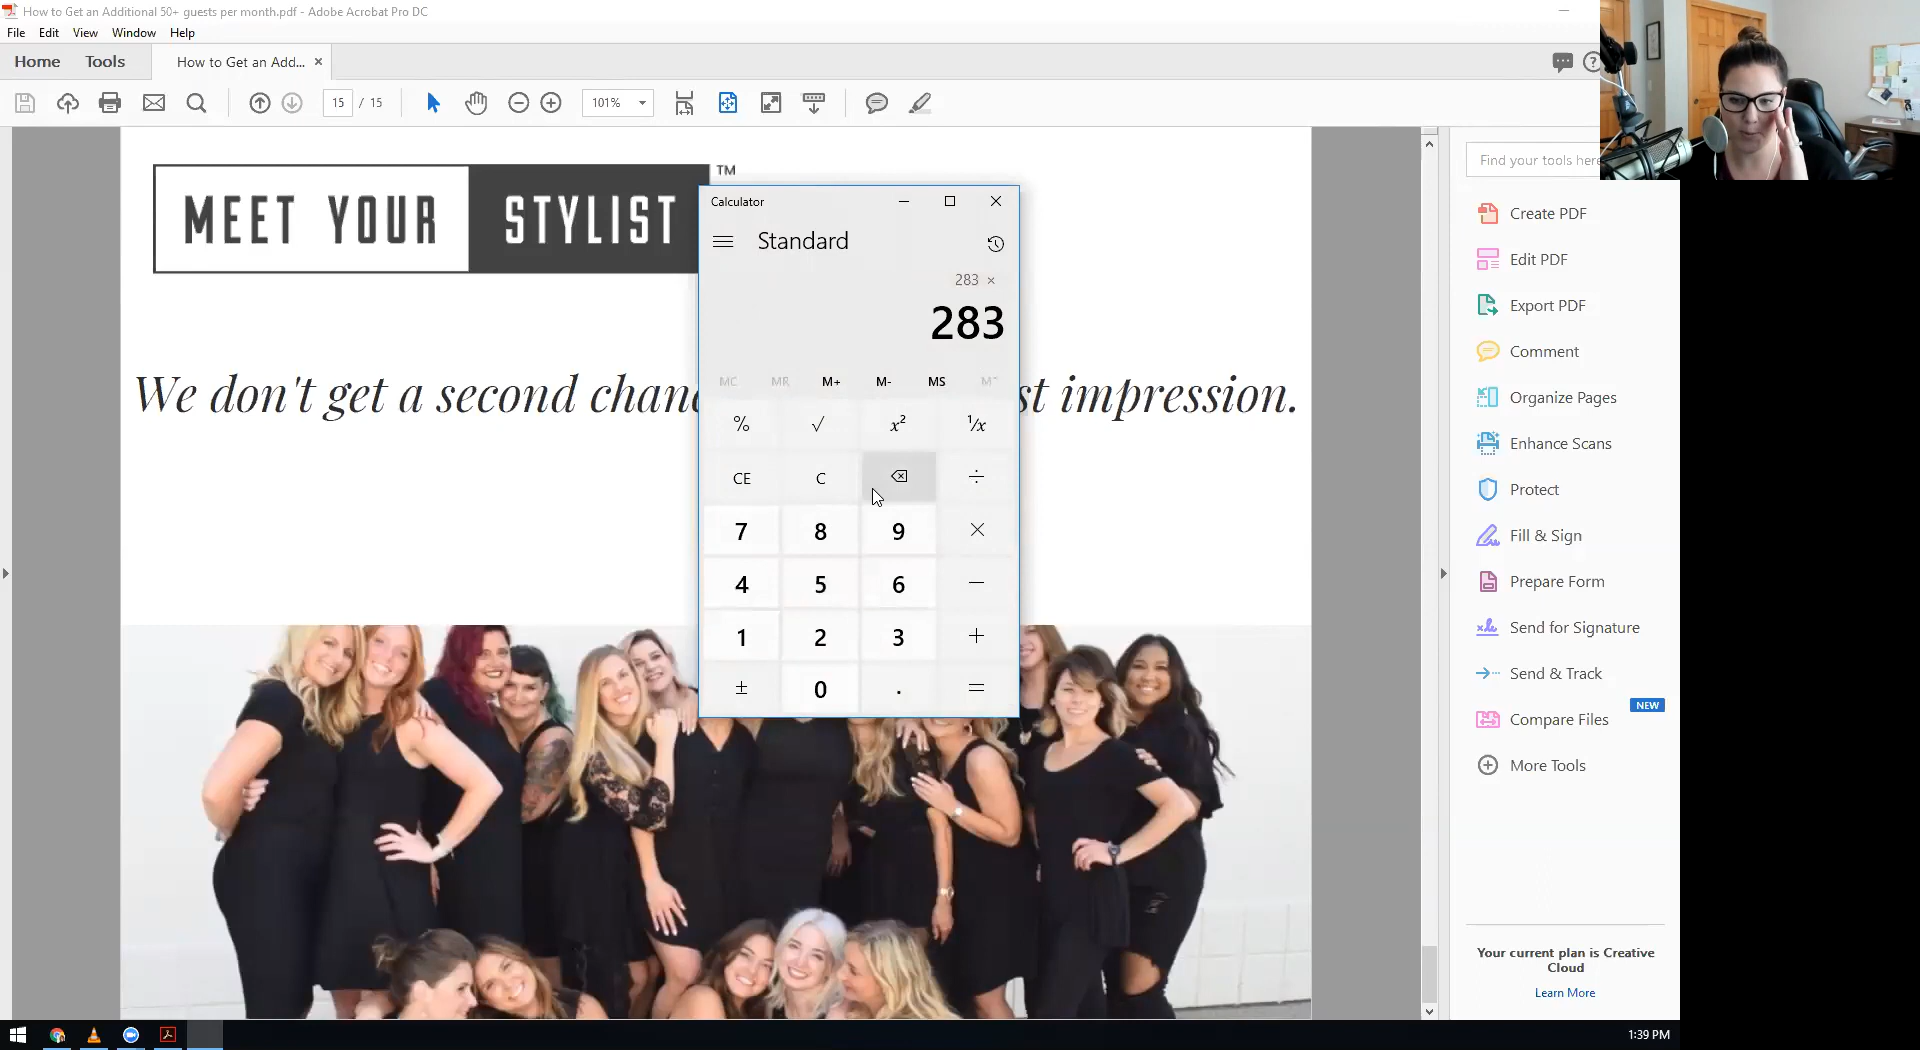 How to Get an Additional 50+ guests per month.pdf - Adobe Acrobat Pro DC
File Edit View Window Help
Home Tools How to Get an Add... ×
15 / 15 101%
Find your tools here
MEET YOUR STYLIST ™
Calculator
Standard
283 ×
283
MC MR M+ M- MS M˅
We don't get a second chanc st impression.
% √ x² ¹/x
CE C ÷
7 8 9 ×
4 5 6 −
1 2 3 +
± 0 . =
Create PDF
Edit PDF
Export PDF
Comment
Organize Pages
Enhance Scans
Protect
Fill & Sign
Prepare Form
Send for Signature
Send & Track
NEW
Compare Files
More Tools
Your current plan is Creative
Cloud
Learn More
1:39 PM